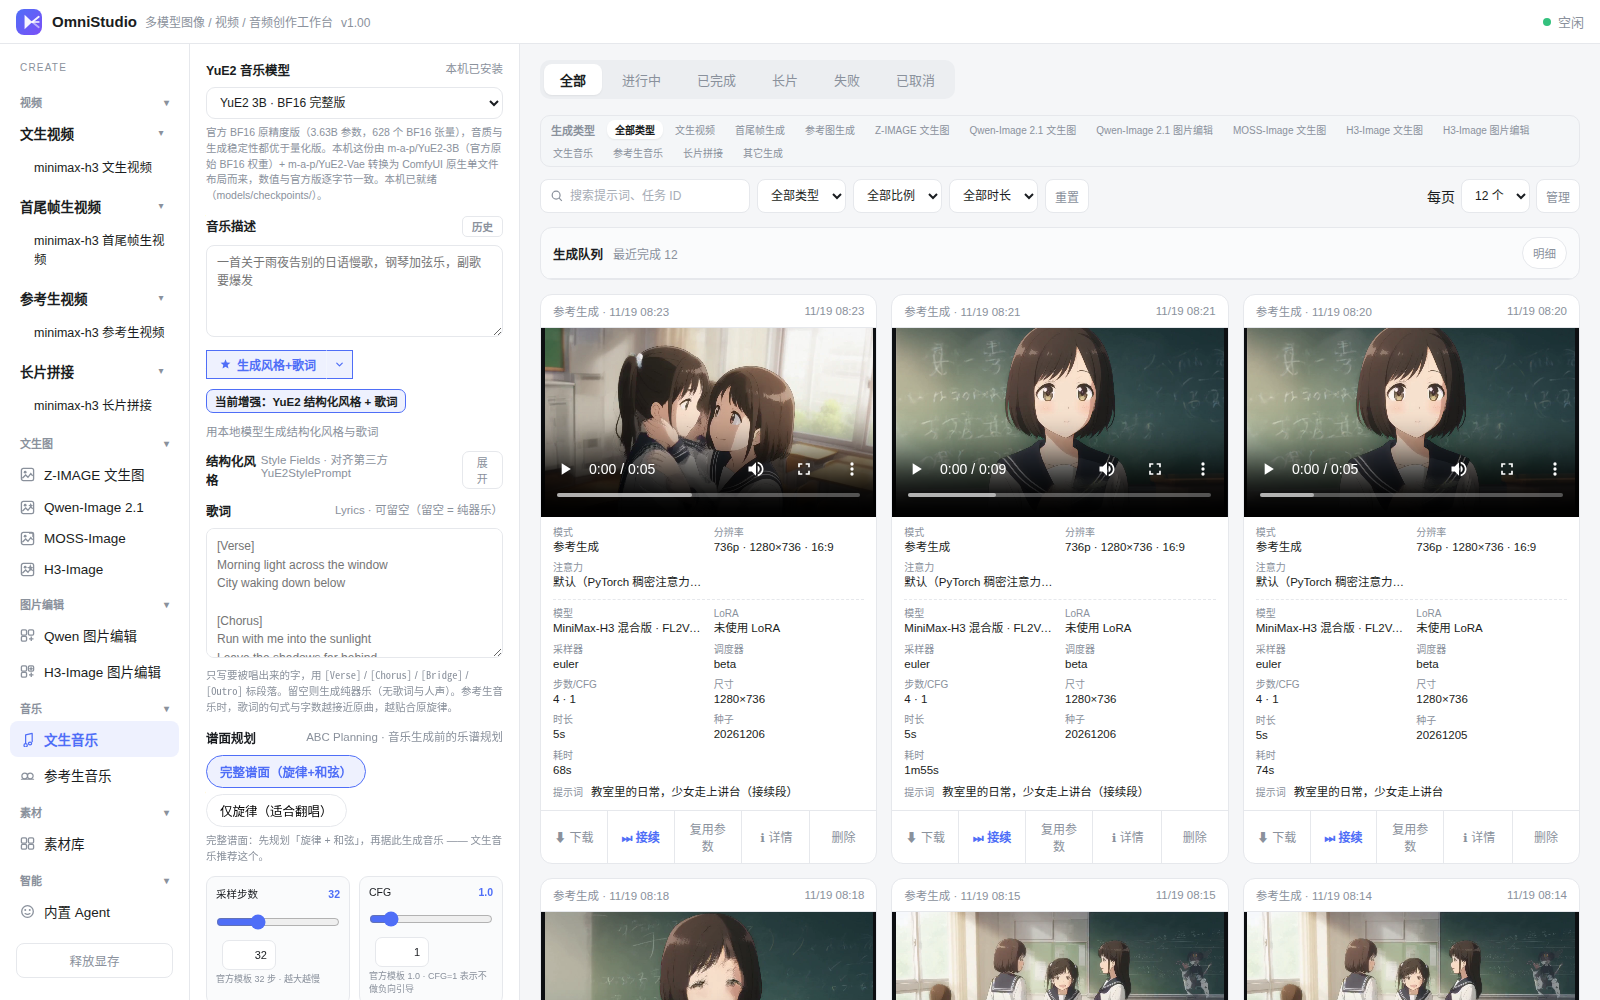 OmniStudio 多模型图像 / 视频 / 音频创作工作台 v1.00
空闲
CREATE
视频
文生视频
minimax-h3 文生视频
首尾帧生视频
minimax-h3 首尾帧生视
频
参考生视频
minimax-h3 参考生视频
长片拼接
minimax-h3 长片拼接
文生图
Z-IMAGE 文生图
Qwen-Image 2.1
MOSS-Image
H3-Image
图片编辑
Qwen 图片编辑
H3-Image 图片编辑
音乐
文生音乐
参考生音乐
素材
素材库
智能
内置 Agent
释放显存
YuE2 音乐模型 本机已安装
YuE2 3B · BF16 完整版
官方 BF16 原精度版（3.63B 参数，628 个 BF16 张量），音质与
生成稳定性都优于量化版。本机这份由 m-a-p/YuE2-3B（官方原
始 BF16 权重）+ m-a-p/YuE2-Vae 转换为 ComfyUI 原生单文件
布局而来，数值与官方版逐字节一致。本机已就绪
（models/checkpoints/）。
音乐描述 历史
一首关于雨夜告别的日语慢歌，钢琴加弦乐，副歌
要爆发
生成风格+歌词
当前增强：YuE2 结构化风格 + 歌词
用本地模型生成结构化风格与歌词
结构化风
格
Style Fields · 对齐第三方
YuE2StylePrompt
展
开
歌词 Lyrics · 可留空（留空 = 纯器乐）
[Verse]
Morning light across the window
City waking down below
[Chorus]
Run with me into the sunlight
Leave the shadows far behind
只写要被唱出来的字，用 [Verse] / [Chorus] / [Bridge] /
[Outro] 标段落。留空则生成纯器乐（无歌词与人声）。参考生音
乐时，歌词的句式与字数越接近原曲，越贴合原旋律。
谱面规划 ABC Planning · 音乐生成前的乐谱规划
完整谱面（旋律+和弦）
仅旋律（适合翻唱）
完整谱面：先规划「旋律 + 和弦」，再据此生成音乐 —— 文生音
乐推荐这个。
采样步数 32
32
官方模板 32 步 · 越大越慢
CFG 1.0
1
官方模板 1.0 · CFG=1 表示不
做负向引导
全部 进行中 已完成 长片 失败 已取消
生成类型 全部类型 文生视频 首尾帧生成 参考图生成 Z-IMAGE 文生图 Qwen-Image 2.1 文生图 Qwen-Image 2.1 图片编辑 MOSS-Image 文生图 H3-Image 文生图 H3-Image 图片编辑
文生音乐 参考生音乐 长片拼接 其它生成
搜索提示词、任务 ID 全部类型 全部比例 全部时长 重置 每页 12 个 管理
生成队列 最近完成 12 明细
参考生成 · 11/19 08:23 11/19 08:23
0:00 / 0:05
模式 分辨率
参考生成 736p · 1280×736 · 16:9
注意力
默认（PyTorch 稠密注意力…
模型 LoRA
MiniMax-H3 混合版 · FL2V… 未使用 LoRA
采样器 调度器
euler beta
步数/CFG 尺寸
4 · 1 1280×736
时长 种子
5s 20261206
耗时
68s
提示词 教室里的日常，少女走上讲台（接续段）
下载 接续 复用参
数 详情 删除
参考生成 · 11/19 08:21 11/19 08:21
0:00 / 0:09
模式 分辨率
参考生成 736p · 1280×736 · 16:9
注意力
默认（PyTorch 稠密注意力…
模型 LoRA
MiniMax-H3 混合版 · FL2V… 未使用 LoRA
采样器 调度器
euler beta
步数/CFG 尺寸
4 · 1 1280×736
时长 种子
5s 20261206
耗时
1m55s
提示词 教室里的日常，少女走上讲台（接续段）
下载 接续 复用参
数 详情 删除
参考生成 · 11/19 08:20 11/19 08:20
0:00 / 0:05
模式 分辨率
参考生成 736p · 1280×736 · 16:9
注意力
默认（PyTorch 稠密注意力…
模型 LoRA
MiniMax-H3 混合版 · FL2V… 未使用 LoRA
采样器 调度器
euler beta
步数/CFG 尺寸
4 · 1 1280×736
时长 种子
5s 20261205
耗时
74s
提示词 教室里的日常，少女走上讲台
下载 接续 复用参
数 详情 删除
参考生成 · 11/19 08:18 11/19 08:18
参考生成 · 11/19 08:15 11/19 08:15
参考生成 · 11/19 08:14 11/19 08:14